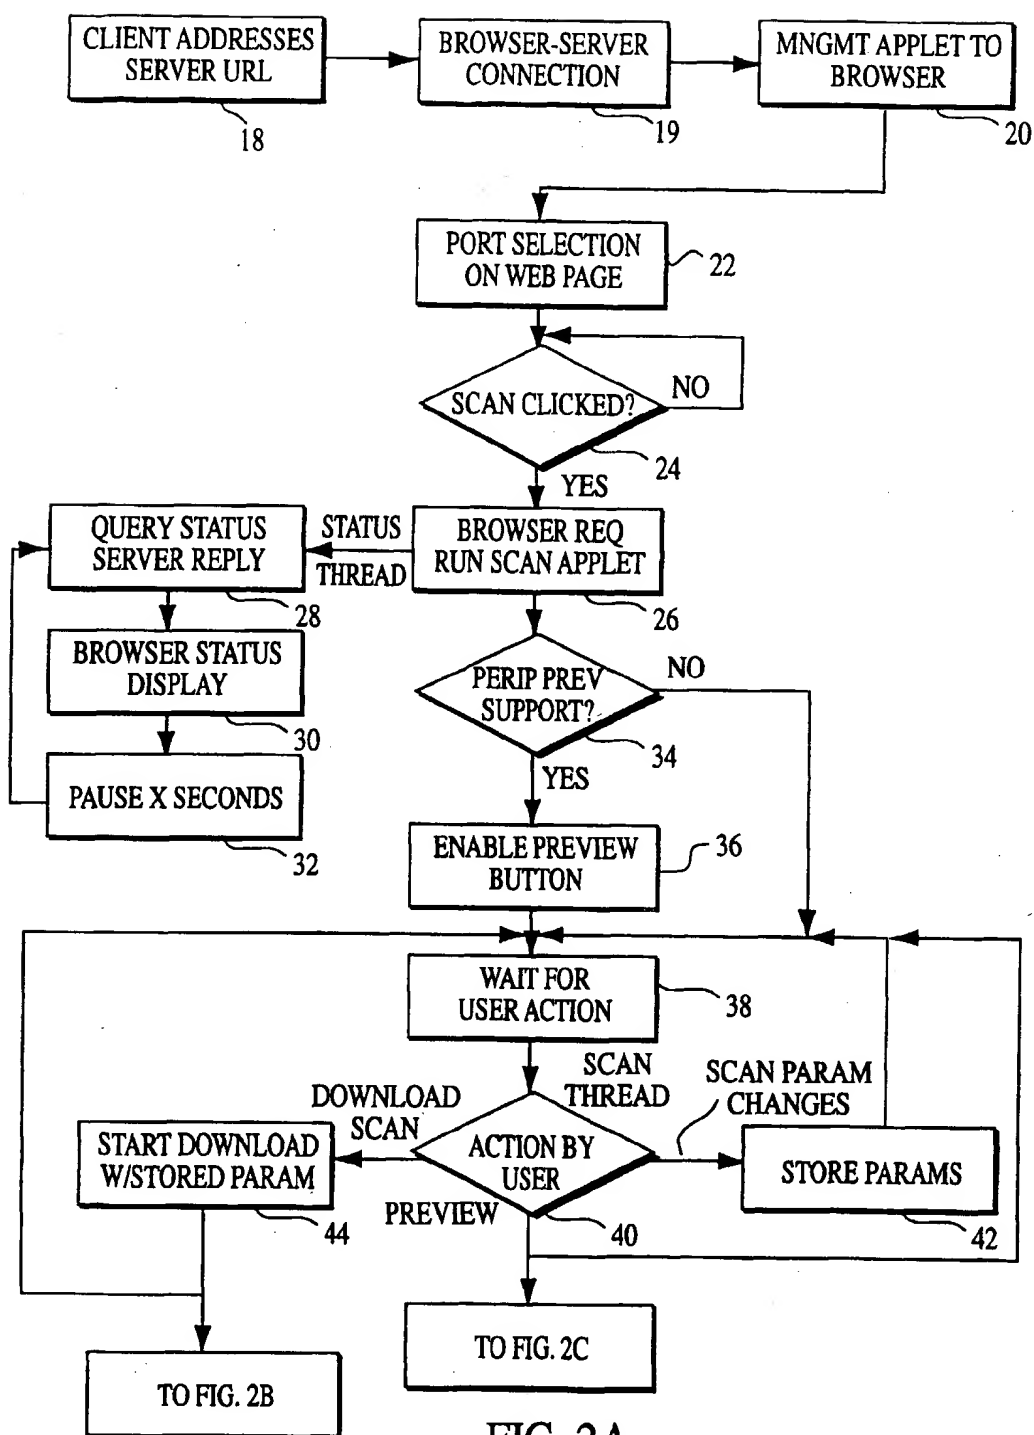 CLIENT ADDRESSES
SERVER URL
18
BROWSER-SERVER
CONNECTION
19
MNGMT APPLET TO
BROWSER
20
PORT SELECTION
ON WEB PAGE
22
SCAN CLICKED?
NO
24
YES
BROWSER REQ
RUN SCAN APPLET
26
STATUS
THREAD
QUERY STATUS
SERVER REPLY
28
BROWSER STATUS
DISPLAY
30
PAUSE X SECONDS
32
PERIP PREV
SUPPORT?
NO
34
YES
ENABLE PREVIEW
BUTTON
36
WAIT FOR
USER ACTION
38
SCAN
THREAD
ACTION BY
USER
40
DOWNLOAD
SCAN
START DOWNLOAD
W/STORED PARAM
44
PREVIEW
SCAN PARAM
CHANGES
STORE PARAMS
42
TO FIG. 2C
TO FIG. 2B
FIG. 2A